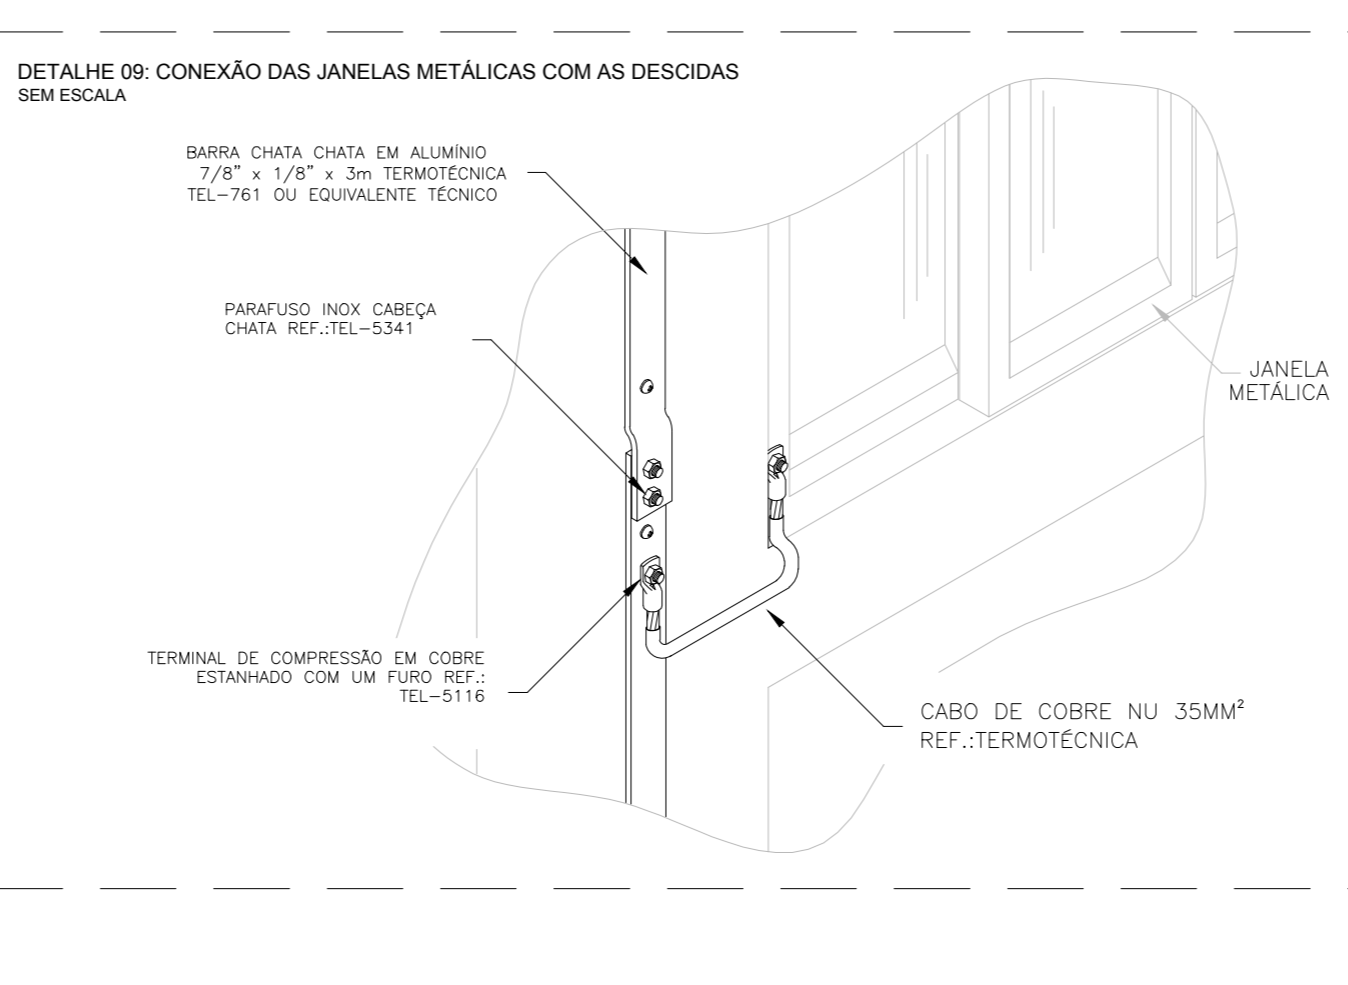 DETALHE 09: CONEXÃO DAS JANELAS METÁLICAS COM AS DESCIDAS
SEM ESCALA
BARRA CHATA CHATA EM ALUMÍNIO
7/8" x 1/8" x 3m TERMOTÉCNICA
TEL-761 OU EQUIVALENTE TÉCNICO
PARAFUSO INOX CABEÇA
CHATA REF.:TEL-5341
JANELA
METÁLICA
TERMINAL DE COMPRESSÃO EM COBRE
ESTANHADO COM UM FURO REF.:
TEL-5116
CABO DE COBRE NU 35MM²
REF.:TERMOTÉCNICA